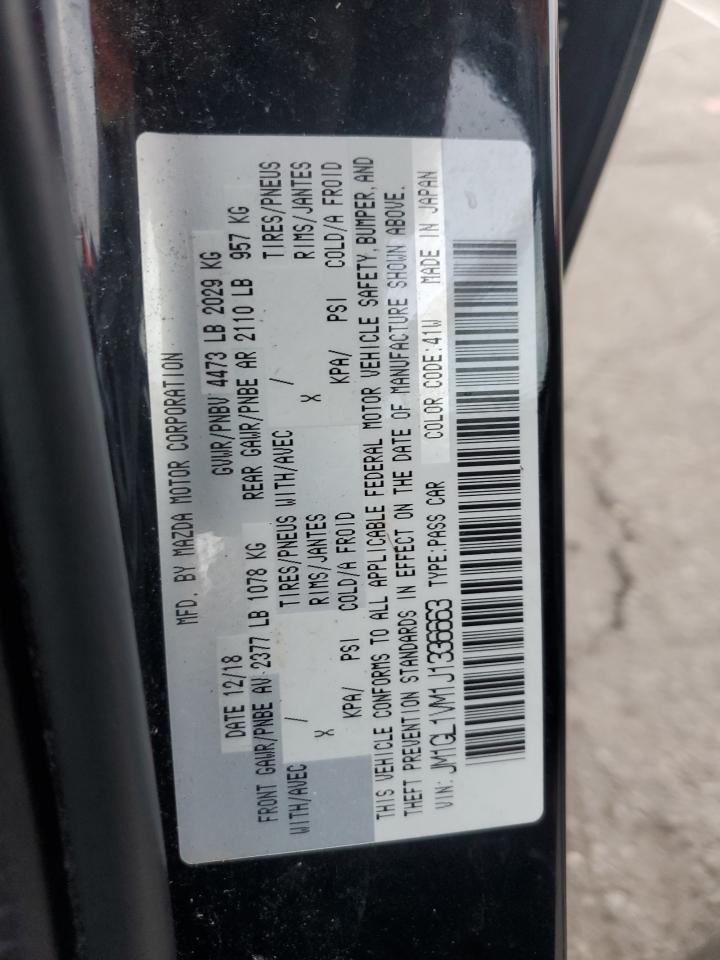 MFD. BY MAZDA MOTOR CORPORATION
DATE 12/18 GVWR/PNBV 4473 LB 2029 KG
FRONT GAWR/PNBE AV 2377 LB 1078 KG REAR GAWR/PNBE AR 2110 LB 957 KG
WITH/AVEC / TIRES/PNEUS WITH/AVEC / TIRES/PNEUS
X RIMS/JANTES X RIMS/JANTES
KPA/ PSI COLD/A FROID KPA/ PSI COLD/A FROID
THIS VEHICLE CONFORMS TO ALL APPLICABLE FEDERAL MOTOR VEHICLE SAFETY, BUMPER, AND
THEFT PREVENTION STANDARDS IN EFFECT ON THE DATE OF MANUFACTURE SHOWN ABOVE.
VIN: JM1GL1VM1J1336663 TYPE:PASS CAR COLOR CODE:41W MADE IN JAPAN